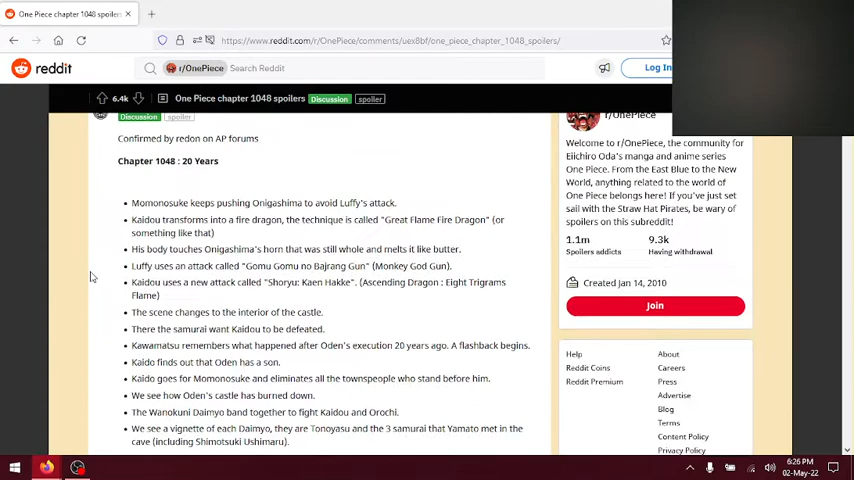 One Piece chapter 1048 spoilers
https://www.reddit.com/r/OnePiece/comments/uex8bf/one_piece_chapter_1048_spoilers/
reddit
r/OnePiece
Search Reddit
Log In
6.4k
One Piece chapter 1048 spoilers
Discussion
spoiler
Discussion
spoiler
Confirmed by redon on AP forums
Chapter 1048 : 20 Years
Momonosuke keeps pushing Onigashima to avoid Luffy's attack.
Kaidou transforms into a fire dragon, the technique is called "Great Flame Fire Dragon" (or
something like that)
His body touches Onigashima's horn that was still whole and melts it like butter.
Luffy uses an attack called "Gomu Gomu no Bajrang Gun" (Monkey God Gun).
Kaidou uses a new attack called "Shoryu: Kaen Hakke". (Ascending Dragon : Eight Trigrams
Flame)
The scene changes to the interior of the castle.
There the samurai want Kaidou to be defeated.
Kawamatsu remembers what happened after Oden's execution 20 years ago. A flashback begins.
Kaido finds out that Oden has a son.
Kaido goes for Momonosuke and eliminates all the townspeople who stand before him.
We see how Oden's castle has burned down.
The Wanokuni Daimyo band together to fight Kaidou and Orochi.
We see a vignette of each Daimyo, they are Tonoyasu and the 3 samurai that Yamato met in the
cave (including Shimotsuki Ushimaru).
r/OnePiece
Welcome to r/OnePiece, the community for
Eiichiro Oda's manga and anime series
One Piece. From the East Blue to the New
World, anything related to the world of
One Piece belongs here! If you've just set
sail with the Straw Hat Pirates, be wary of
spoilers on this subreddit!
1.1m
9.3k
Spoilers addicts
Having withdrawal
Created Jan 14, 2010
Join
Help
About
Reddit Coins
Careers
Reddit Premium
Press
Advertise
Blog
Terms
Content Policy
Privacy Policy
6:26 PM
02-May-22